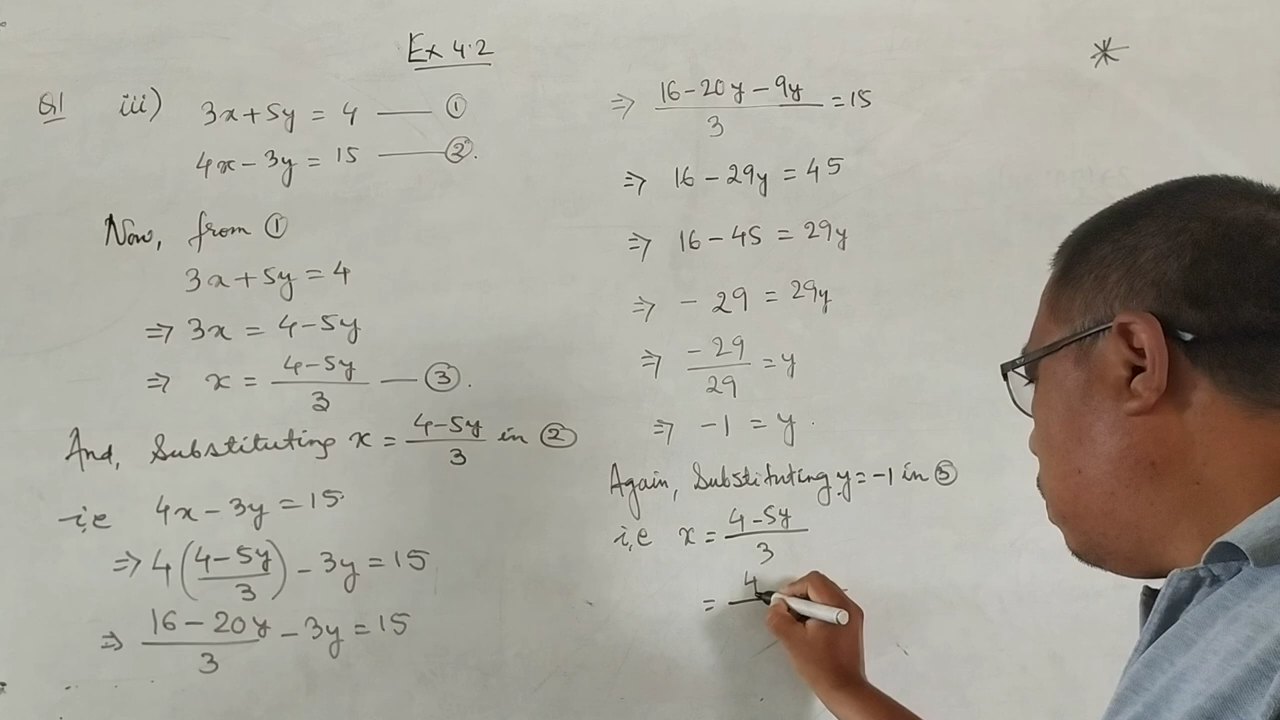 Ex 4.2
Q1 iii) 3x+5y = 4 —— ①
4x-3y = 15 —— ②.
Now, from ①
3x+5y = 4
⇒ 3x = 4-5y
⇒ x = (4-5y)/3 — ③.
And, Substituting x = (4-5y)/3 in ②
i,e 4x-3y = 15
⇒ 4((4-5y)/3) - 3y = 15
⇒ (16-20y)/3 - 3y = 15
*
⇒ (16-20y-9y)/3 = 15
⇒ 16-29y = 45
⇒ 16-45 = 29y
⇒ -29 = 29y
⇒ -29/29 = y
⇒ -1 = y.
Again, Substituting y = -1 in ③
i,e x = (4-5y)/3
= 4